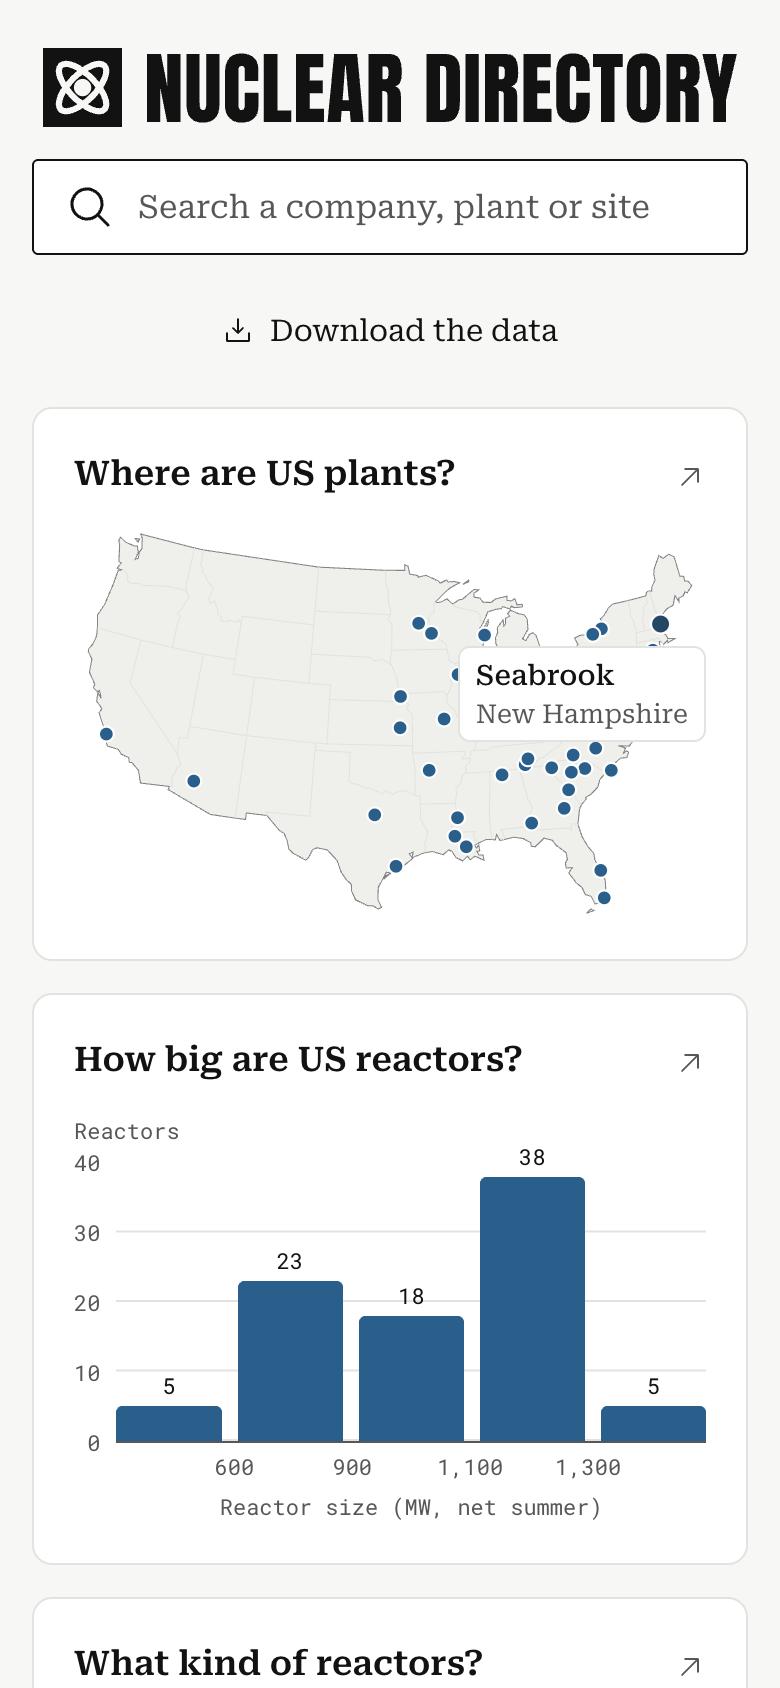 NUCLEAR DIRECTORY
Search a company, plant or site
Download the data
Where are US plants?
Seabrook
New Hampshire
How big are US reactors?
Reactors
40
30
20
10
0
5
23
18
38
5
600 900 1,100 1,300
Reactor size (MW, net summer)
What kind of reactors?